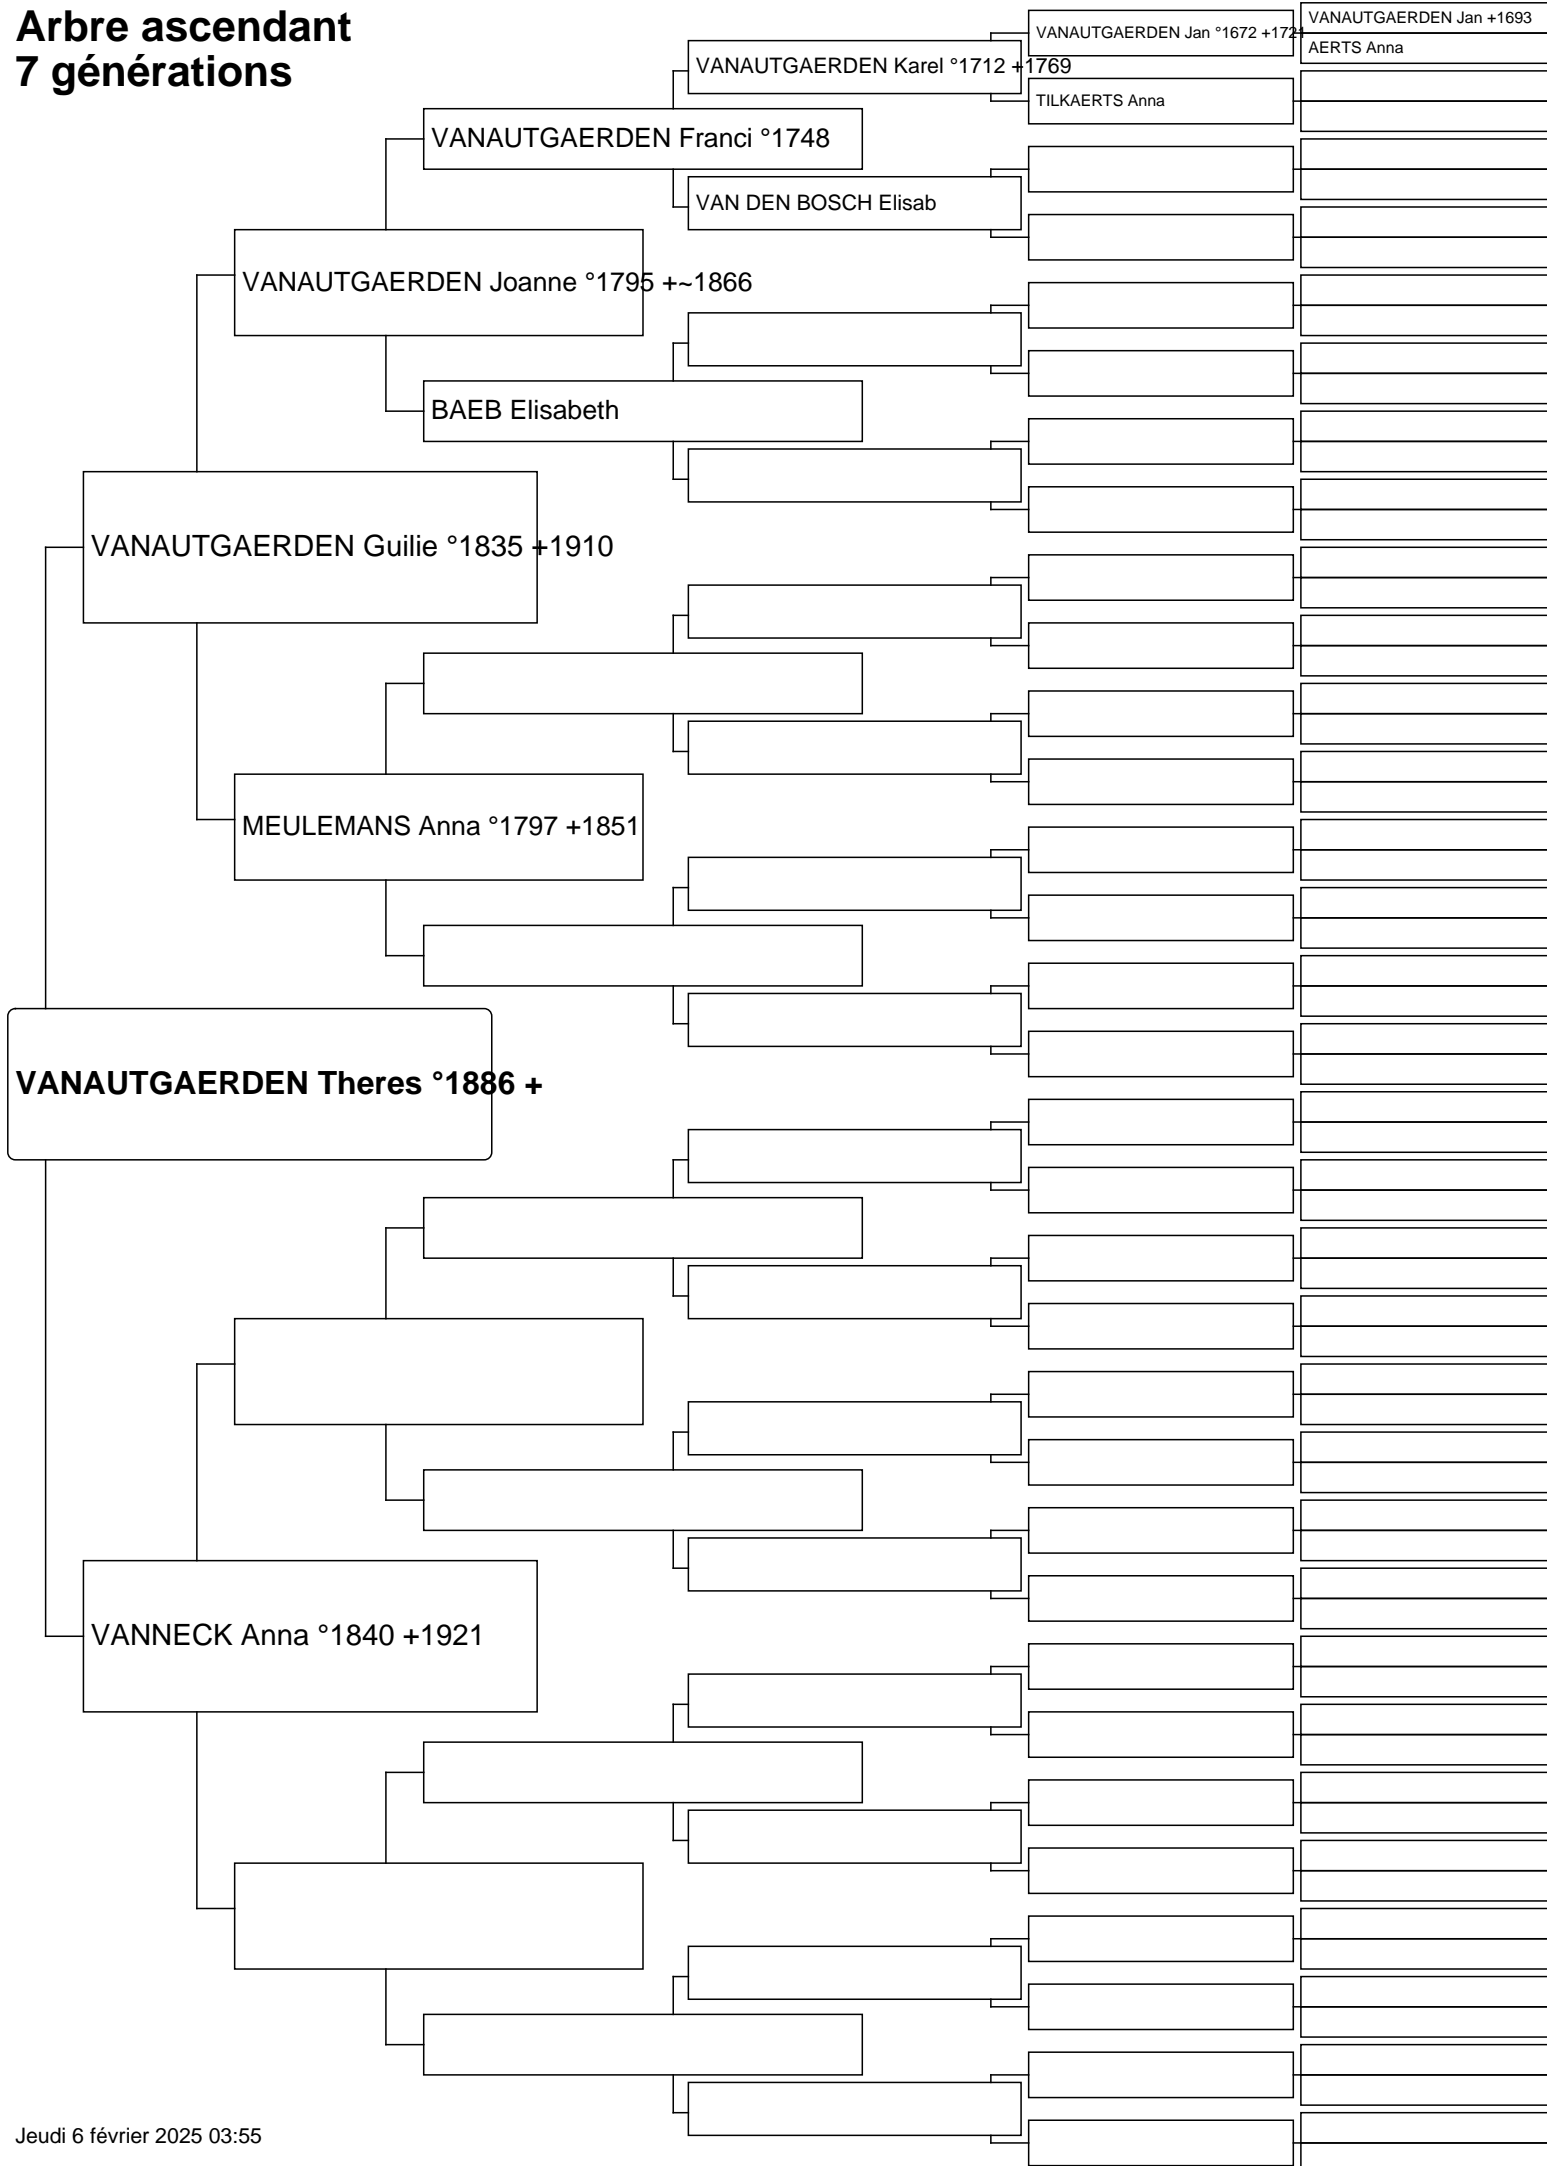 Arbre ascendant
7 générations
VANAUTGAERDEN Jan °1672 +1721
VANAUTGAERDEN Jan +1693
AERTS Anna
VANAUTGAERDEN Karel °1712 +1769
TILKAERTS Anna
VANAUTGAERDEN Franci °1748
VAN DEN BOSCH Elisab
VANAUTGAERDEN Joanne °1795 +~1866
BAEB Elisabeth
VANAUTGAERDEN Guilie °1835 +1910
MEULEMANS Anna °1797 +1851
VANAUTGAERDEN Theres °1886 +
VANNECK Anna °1840 +1921
Jeudi 6 février 2025 03:55